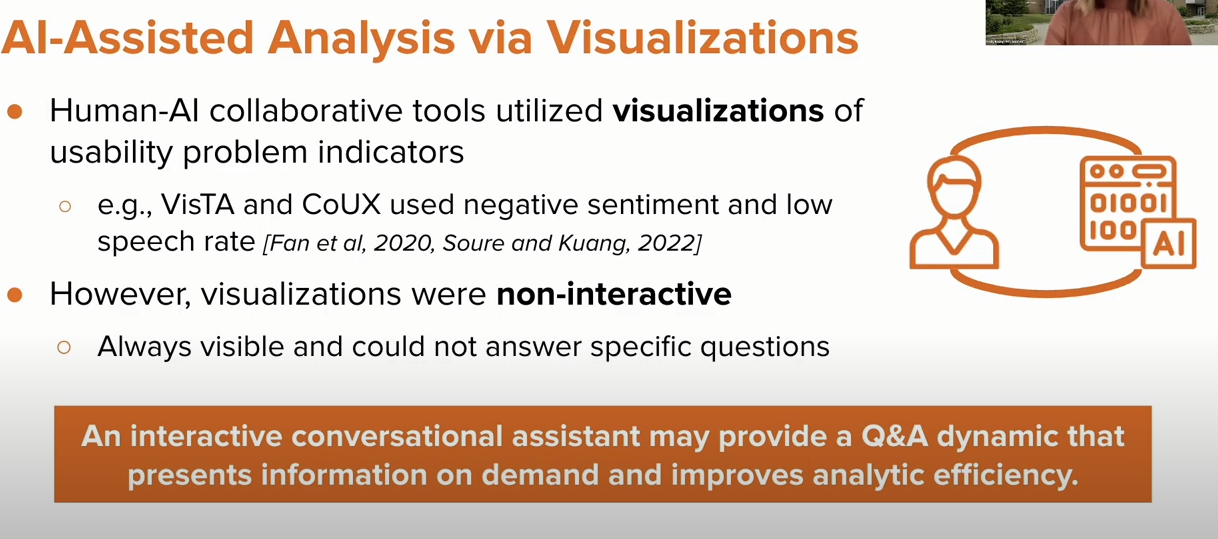 AI-Assisted Analysis via Visualizations
● Human-AI collaborative tools utilized visualizations of
usability problem indicators
○ e.g., VisTA and CoUX used negative sentiment and low
speech rate [Fan et al, 2020, Soure and Kuang, 2022]
● However, visualizations were non-interactive
○ Always visible and could not answer specific questions
01001
100
AI
An interactive conversational assistant may provide a Q&A dynamic that
presents information on demand and improves analytic efficiency.